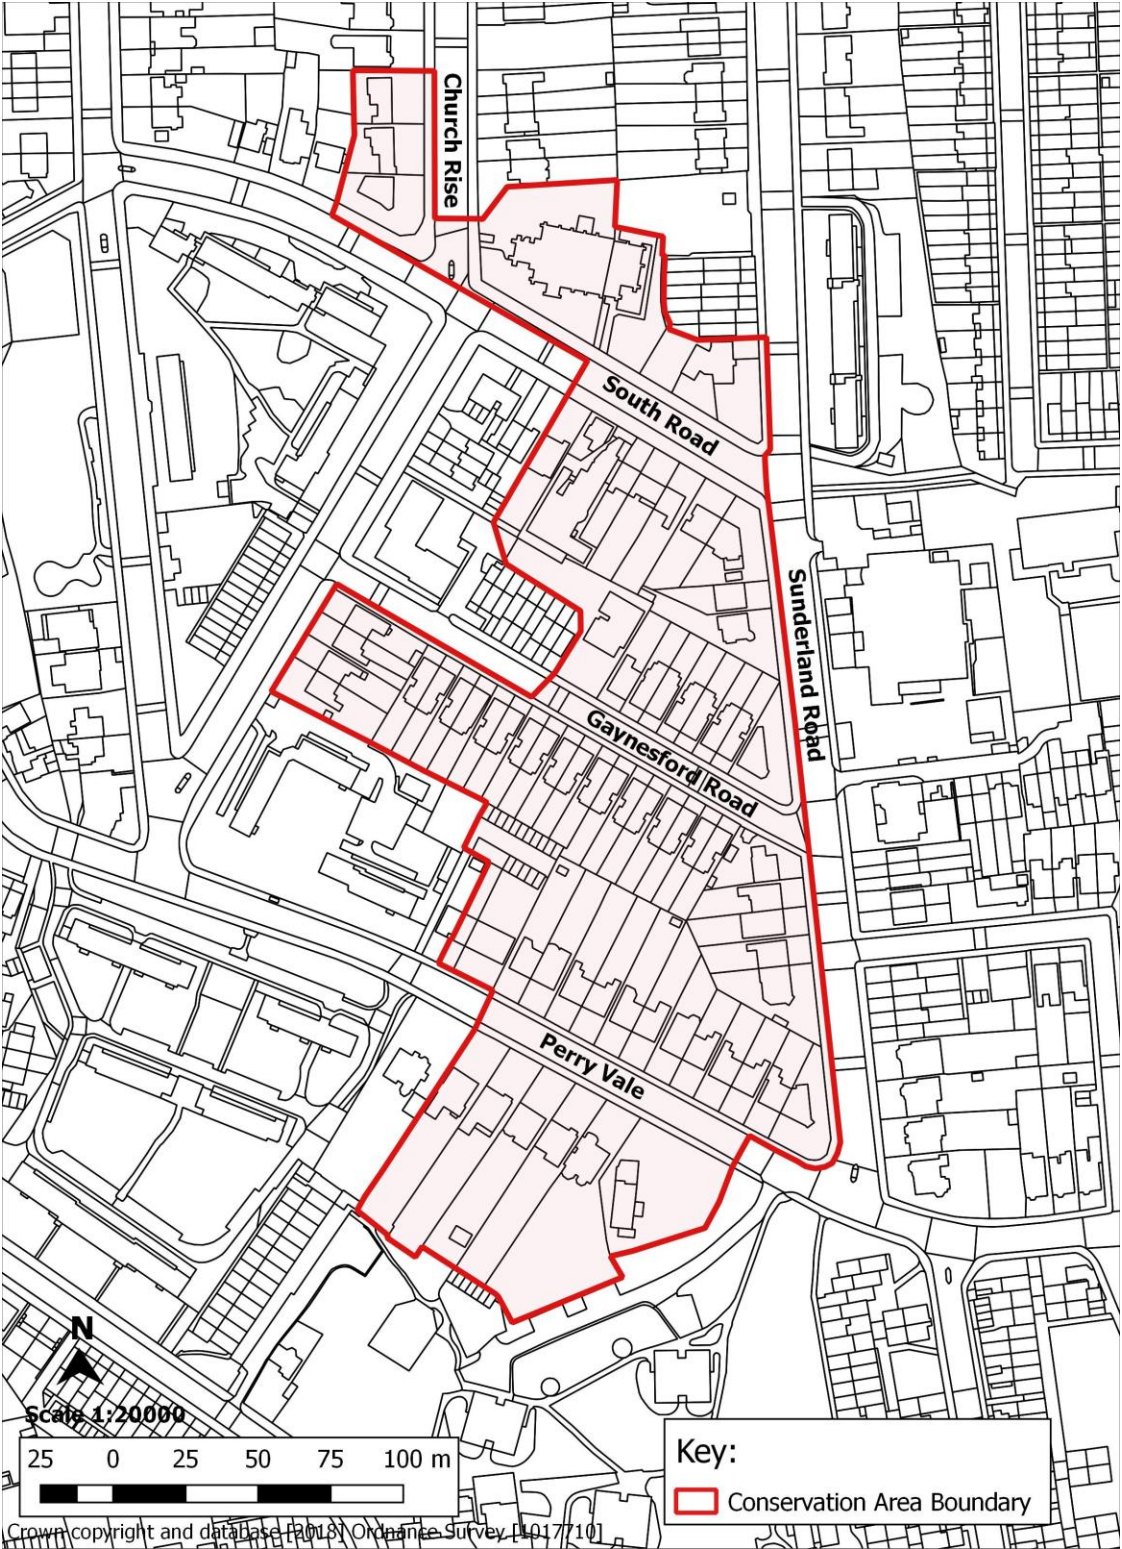 Church Rise
South Road
Sunderland Road
Gaynesford Road
Perry Vale
N
Scale 1:20000
25 0 25 50 75 100 m
Key:
Conservation Area Boundary
Crown copyright and database [2018] Ordnance Survey [1017710]